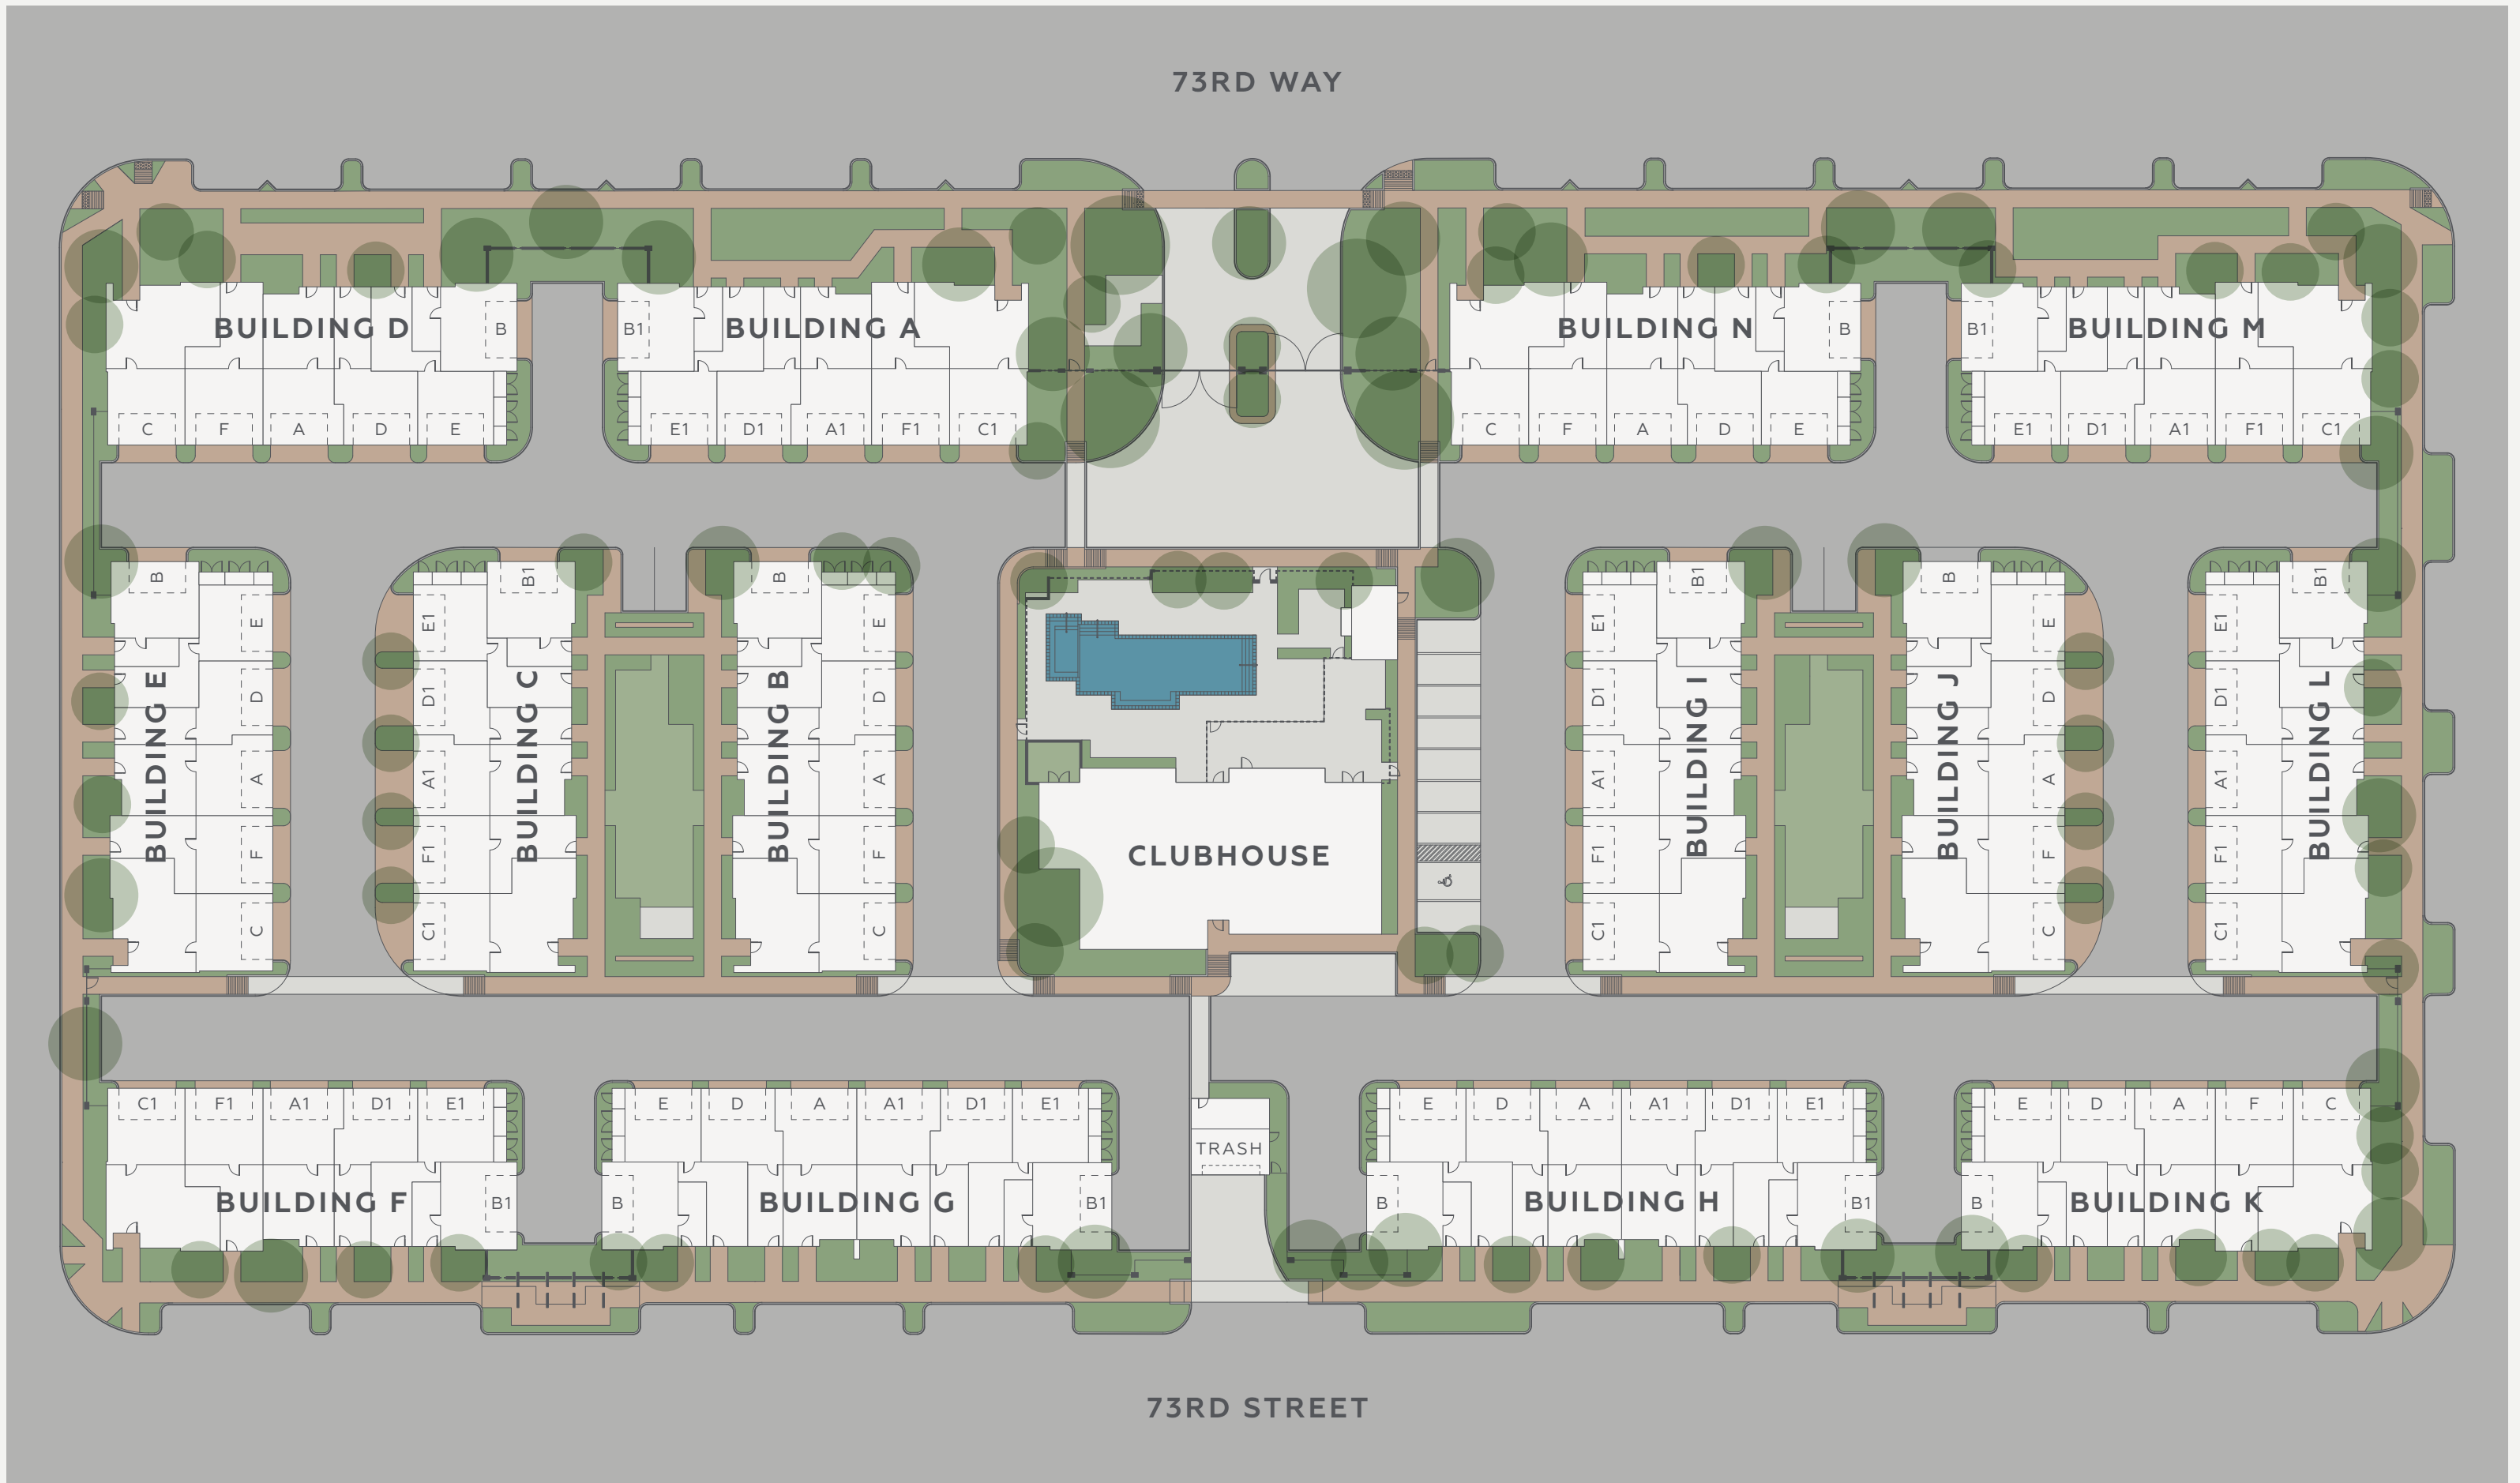 73RD WAY
BUILDING D
B
B1
BUILDING A
BUILDING N
B
B1
BUILDING M
C
F
A
D
E
E1
D1
A1
F1
C1
C
F
A
D
E
E1
D1
A1
F1
C1
BUILDING E
B
E
D
A
F
C
BUILDING C
B1
E1
D1
A1
F1
C1
BUILDING B
B
E
D
A
F
C
CLUBHOUSE
BUILDING I
B1
E1
D1
A1
F1
C1
BUILDING J
B
E
D
A
F
C
BUILDING L
B1
E1
D1
A1
F1
C1
C1
F1
A1
D1
E1
E
D
A
A1
D1
E1
E
D
A
A1
D1
E1
E
D
A
F
C
TRASH
BUILDING F
B1
B
BUILDING G
B1
B
BUILDING H
B1
B
BUILDING K
73RD STREET